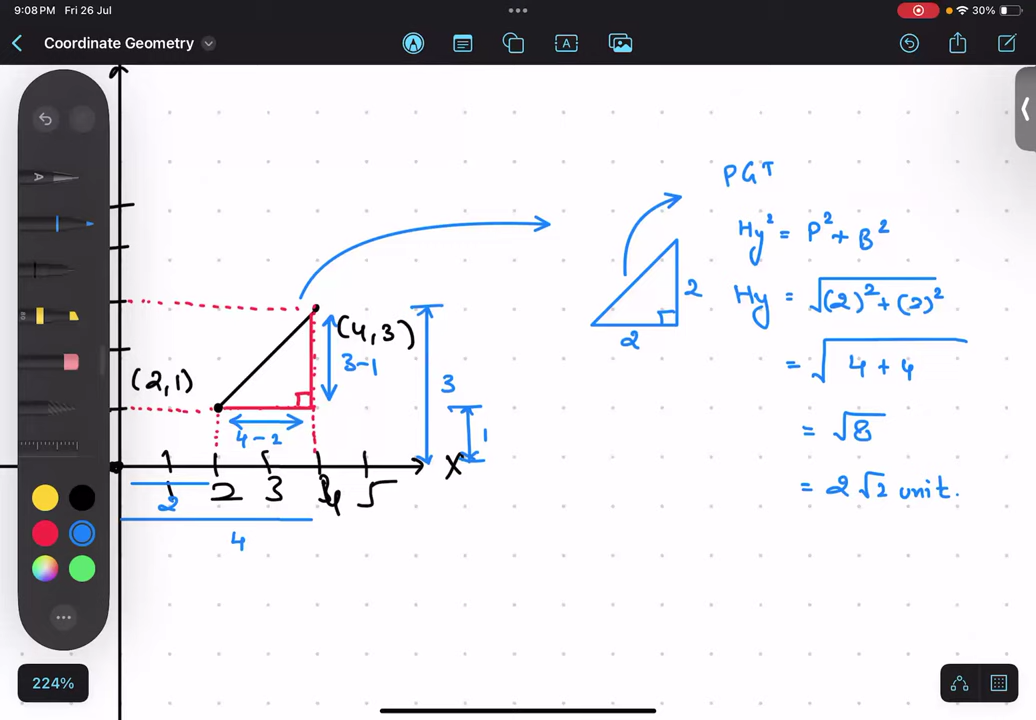 9:08 PM Fri 26 Jul
30%
Coordinate Geometry
A
A
80
224%
(2,1)
(4,3)
3-1
4-2
3
1
X
2 3 4 5
2
4
2
2
PGT
Hy² = P² + B²
Hy = √(2)² + (2)²
= √4 + 4
= √8
= 2√2 unit.